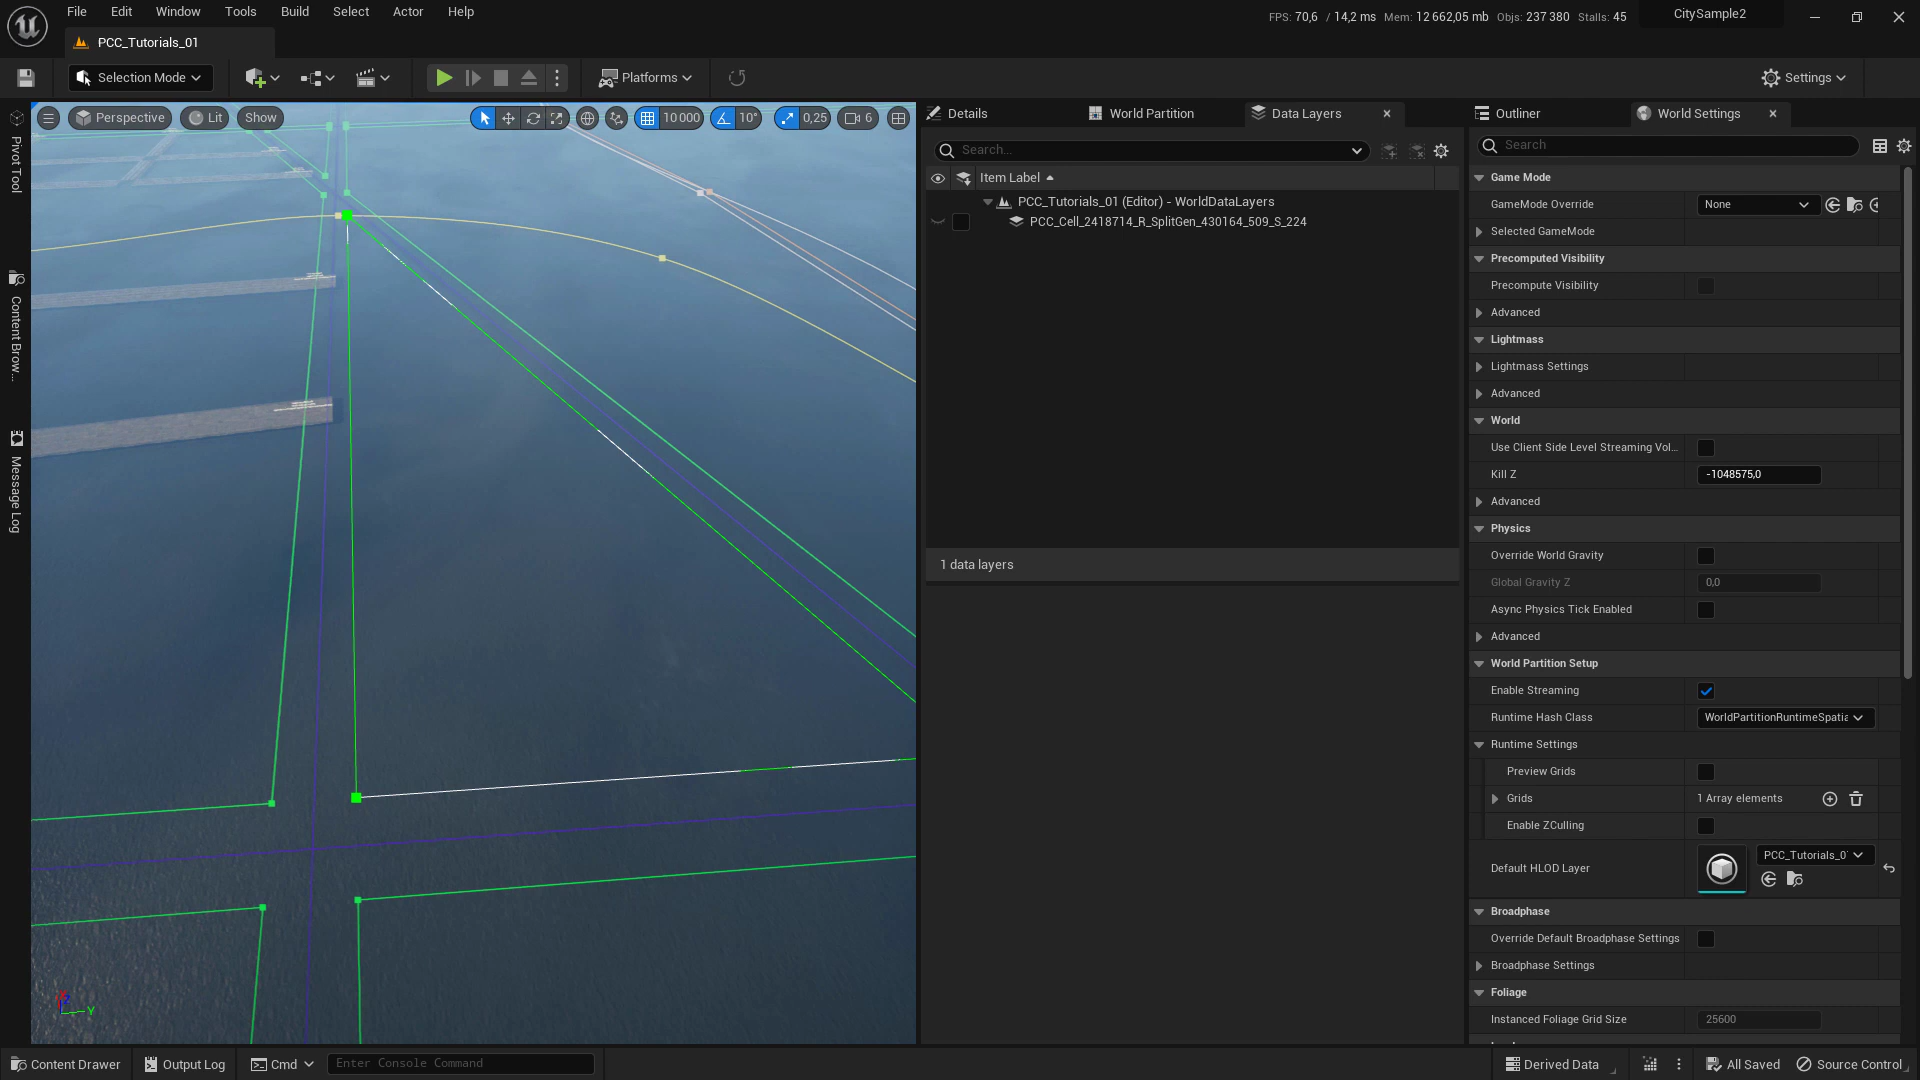 File Edit Window Tools Build Select Actor Help
FPS: 70,6 / 14,2 ms Mem: 12 662,05 mb Objs: 237 380 Stalls: 45
CitySample2
PCC_Tutorials_01
Selection Mode
Platforms
Settings
Perspective Lit Show
10 000 10° 0,25 6
Pivot Tool
Content Brow...
Message Log
Details World Partition Data Layers
Search...
Item Label
PCC_Tutorials_01 (Editor) - WorldDataLayers
PCC_Cell_2418714_R_SplitGen_430164_509_S_224
1 data layers
Outliner World Settings
Search
Game Mode
GameMode Override None
Selected GameMode
Precomputed Visibility
Precompute Visibility
Advanced
Lightmass
Lightmass Settings
Advanced
World
Use Client Side Level Streaming Vol...
Kill Z -1048575,0
Advanced
Physics
Override World Gravity
Global Gravity Z 0,0
Async Physics Tick Enabled
Advanced
World Partition Setup
Enable Streaming
Runtime Hash Class WorldPartitionRuntimeSpatia
Runtime Settings
Preview Grids
Grids 1 Array elements
Enable ZCulling
Default HLOD Layer PCC_Tutorials_0
Broadphase
Override Default Broadphase Settings
Broadphase Settings
Foliage
Instanced Foliage Grid Size 25600
Z
Y
Content Drawer Output Log Cmd Enter Console Command
Derived Data All Saved Source Control